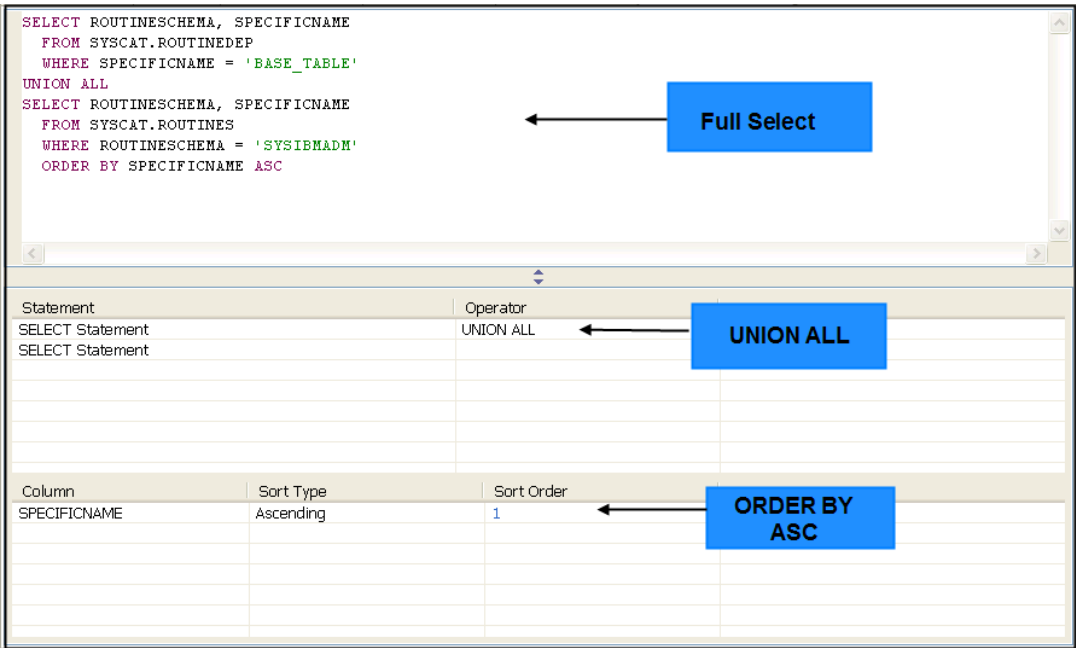 SELECT ROUTINESCHEMA, SPECIFICNAME
FROM SYSCAT.ROUTINEDEP
WHERE SPECIFICNAME = 'BASE_TABLE'
UNION ALL
SELECT ROUTINESCHEMA, SPECIFICNAME
FROM SYSCAT.ROUTINES
WHERE ROUTINESCHEMA = 'SYSIBMADM'
ORDER BY SPECIFICNAME ASC
Full Select
Statement Operator
SELECT Statement UNION ALL
SELECT Statement
UNION ALL
Column Sort Type Sort Order
SPECIFICNAME Ascending 1
ORDER BY
ASC